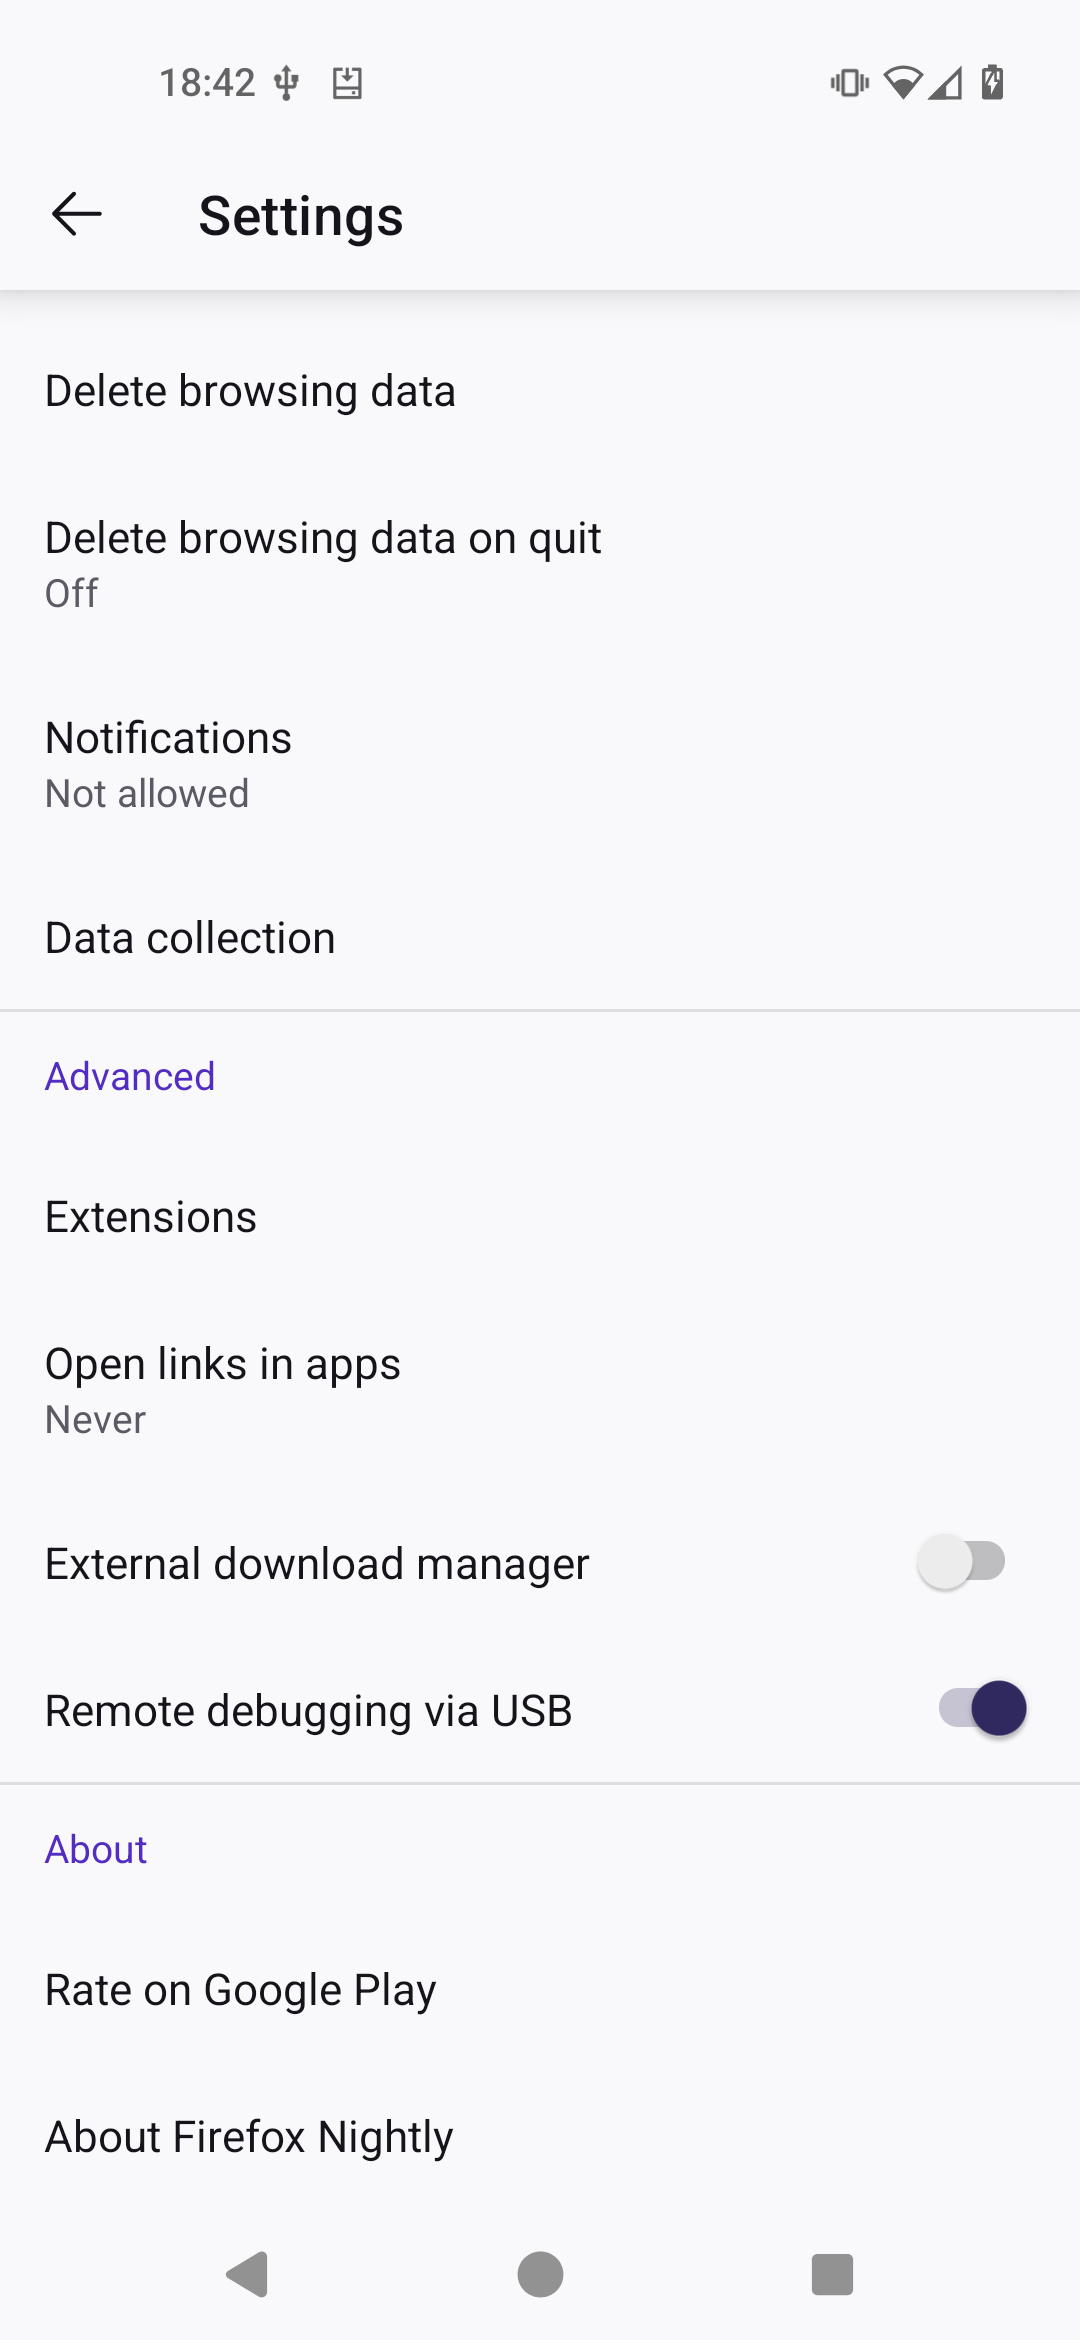 18:42
Settings
Delete browsing data
Delete browsing data on quit
Off
Notifications
Not allowed
Data collection
Advanced
Extensions
Open links in apps
Never
External download manager
Remote debugging via USB
About
Rate on Google Play
About Firefox Nightly